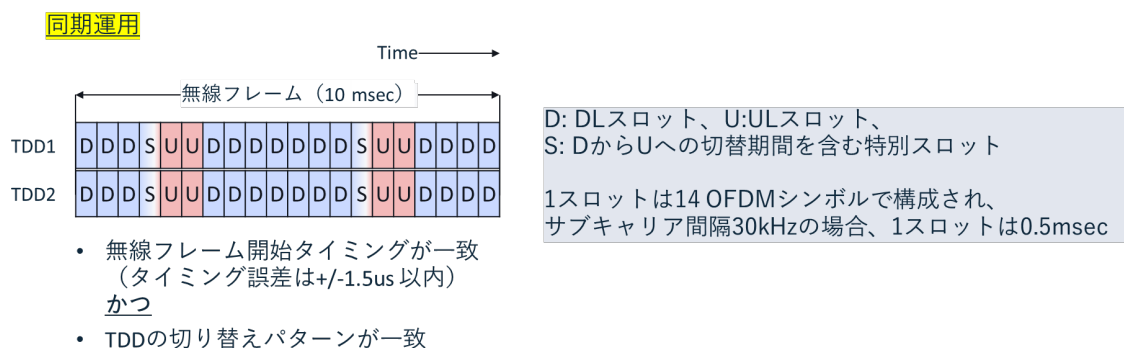 同期運用
Time
無線フレーム（10 msec）
TDD1 D D D S U U D D D D D D D S U U D D D D
TDD2 D D D S U U D D D D D D D S U U D D D D
• 無線フレーム開始タイミングが一致
（タイミング誤差は+/-1.5us 以内）
かつ
• TDDの切り替えパターンが一致
D: DLスロット、U:ULスロット、
S: DからUへの切替期間を含む特別スロット
1スロットは14 OFDMシンボルで構成され、
サブキャリア間隔30kHzの場合、1スロットは0.5msec